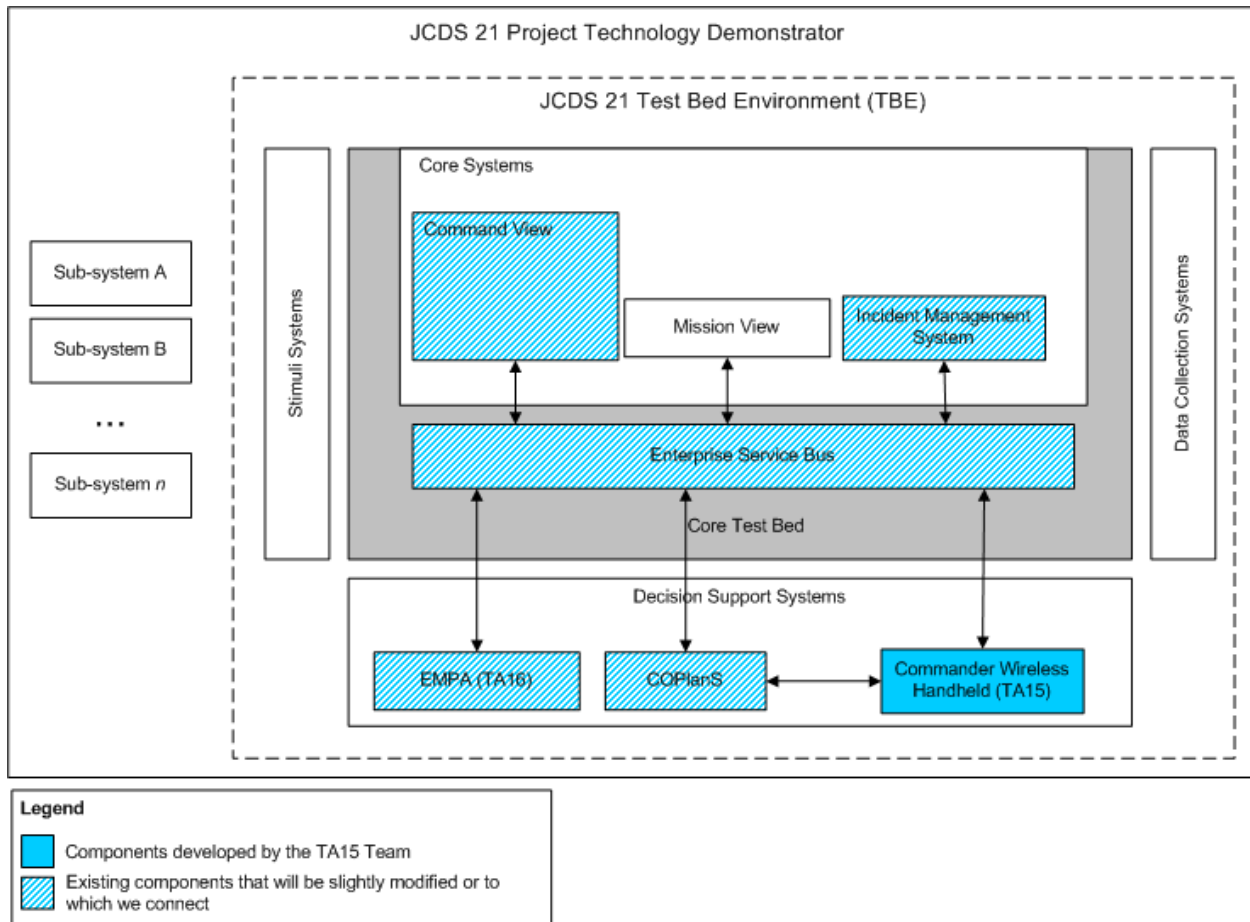 JCDS 21 Project Technology Demonstrator
JCDS 21 Test Bed Environment (TBE)
Sub-system A
Sub-system B
...
Sub-system n
Stimuli Systems
Core Systems
Command View
Mission View
Incident Management
System
Enterprise Service Bus
Core Test Bed
Data Collection Systems
Decision Support Systems
EMPA (TA16)
COPlanS
Commander Wireless
Handheld (TA15)
Legend
Components developed by the TA15 Team
Existing components that will be slightly modified or to
which we connect